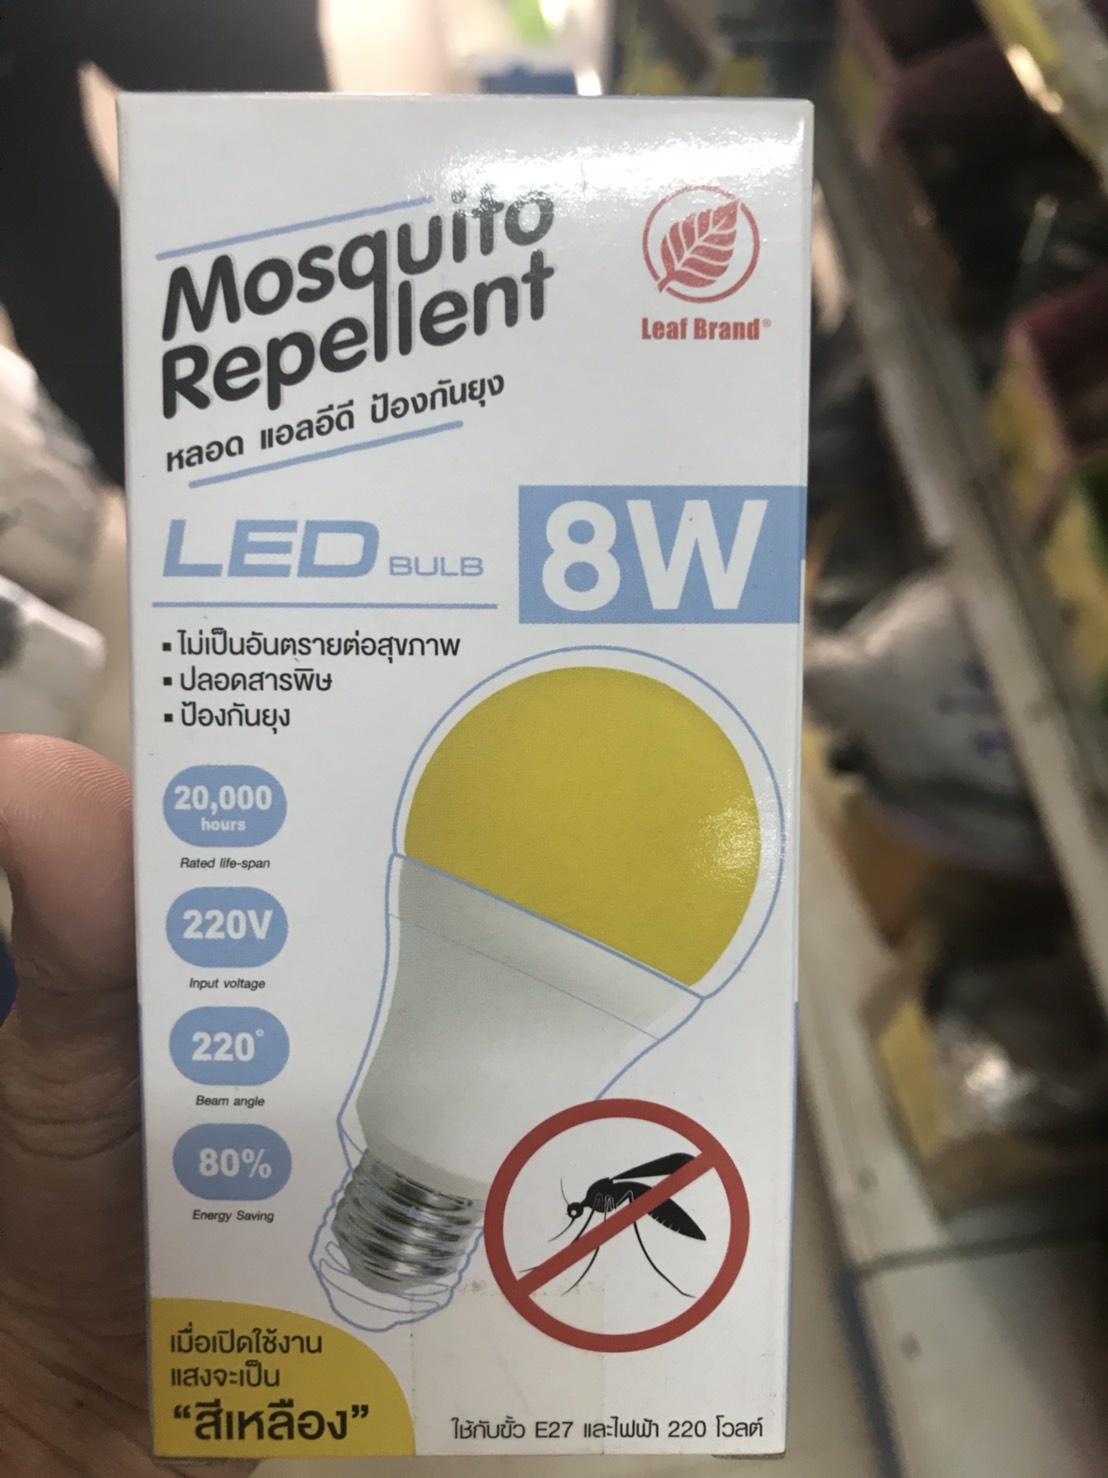 Mosquito
Repellent
หลอด แอลอีดี ป้องกันยุง
Leaf Brand®
LED BULB
8W
▪ ไม่เป็นอันตรายต่อสุขภาพ
▪ ปลอดสารพิษ
▪ ป้องกันยุง
20,000
hours
Rated life-span
220V
Input voltage
220°
Beam angle
80%
Energy Saving
เมื่อเปิดใช้งาน
แสงจะเป็น
“สีเหลือง”
ใช้กับขั้ว E27 และไฟฟ้า 220 โวลต์